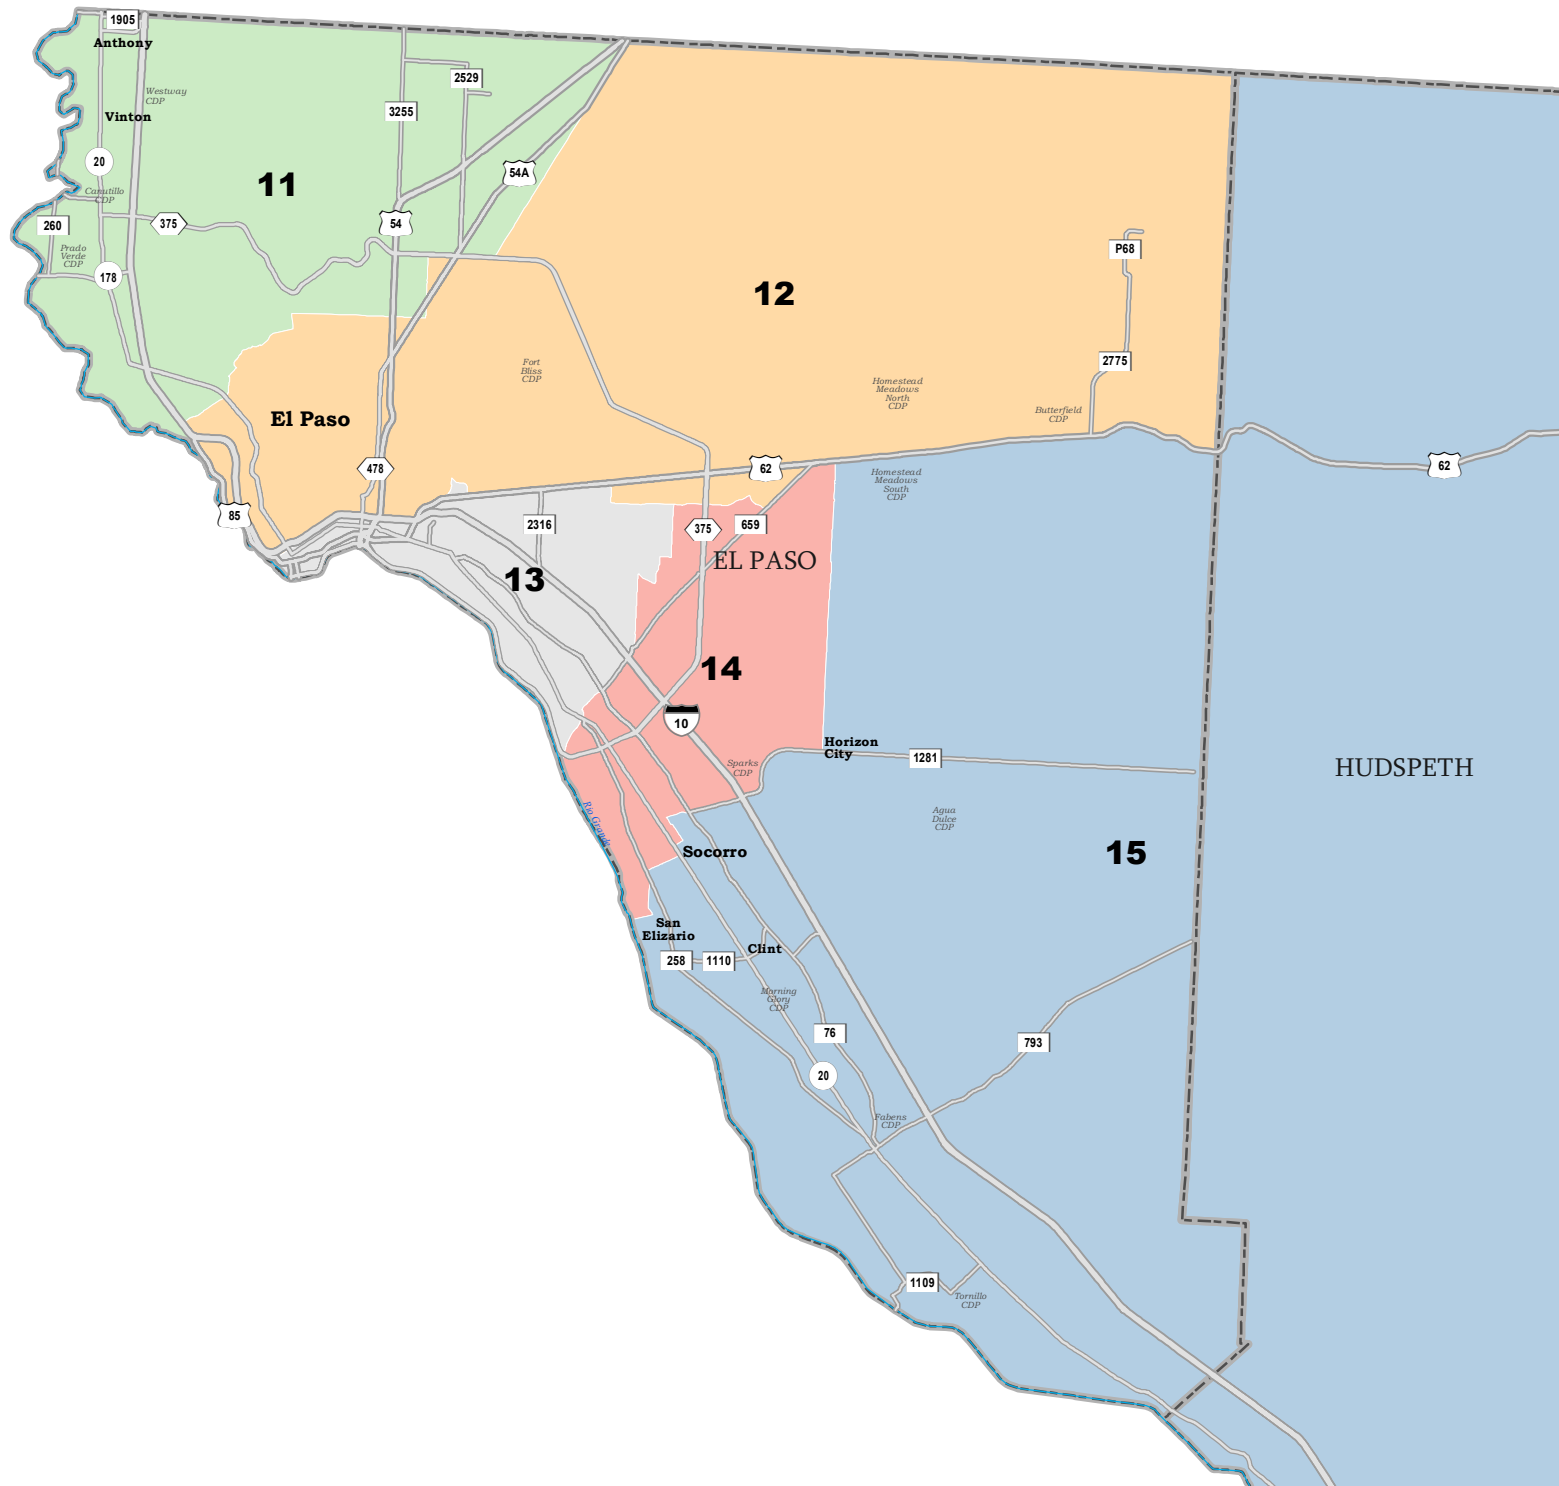 1905
Anthony
2529
Westway
CDP
3255
Vinton
20
54A
11
Canutillo
CDP
260
375
54
Prado
Verde
CDP
P68
178
12
Fort
Bliss
CDP
2775
Homestead
Meadows
North
CDP
Butterfield
CDP
El Paso
478
62
62
Homestead
Meadows
South
CDP
85
2316
375
659
EL PASO
13
14
10
Horizon
City
1281
Sparks
CDP
HUDSPETH
Rio Grande
Agua
Dulce
CDP
Socorro
15
San
Elizario
Clint
258
1110
Morning
Glory
CDP
76
793
20
Fabens
CDP
1109
Tornillo
CDP